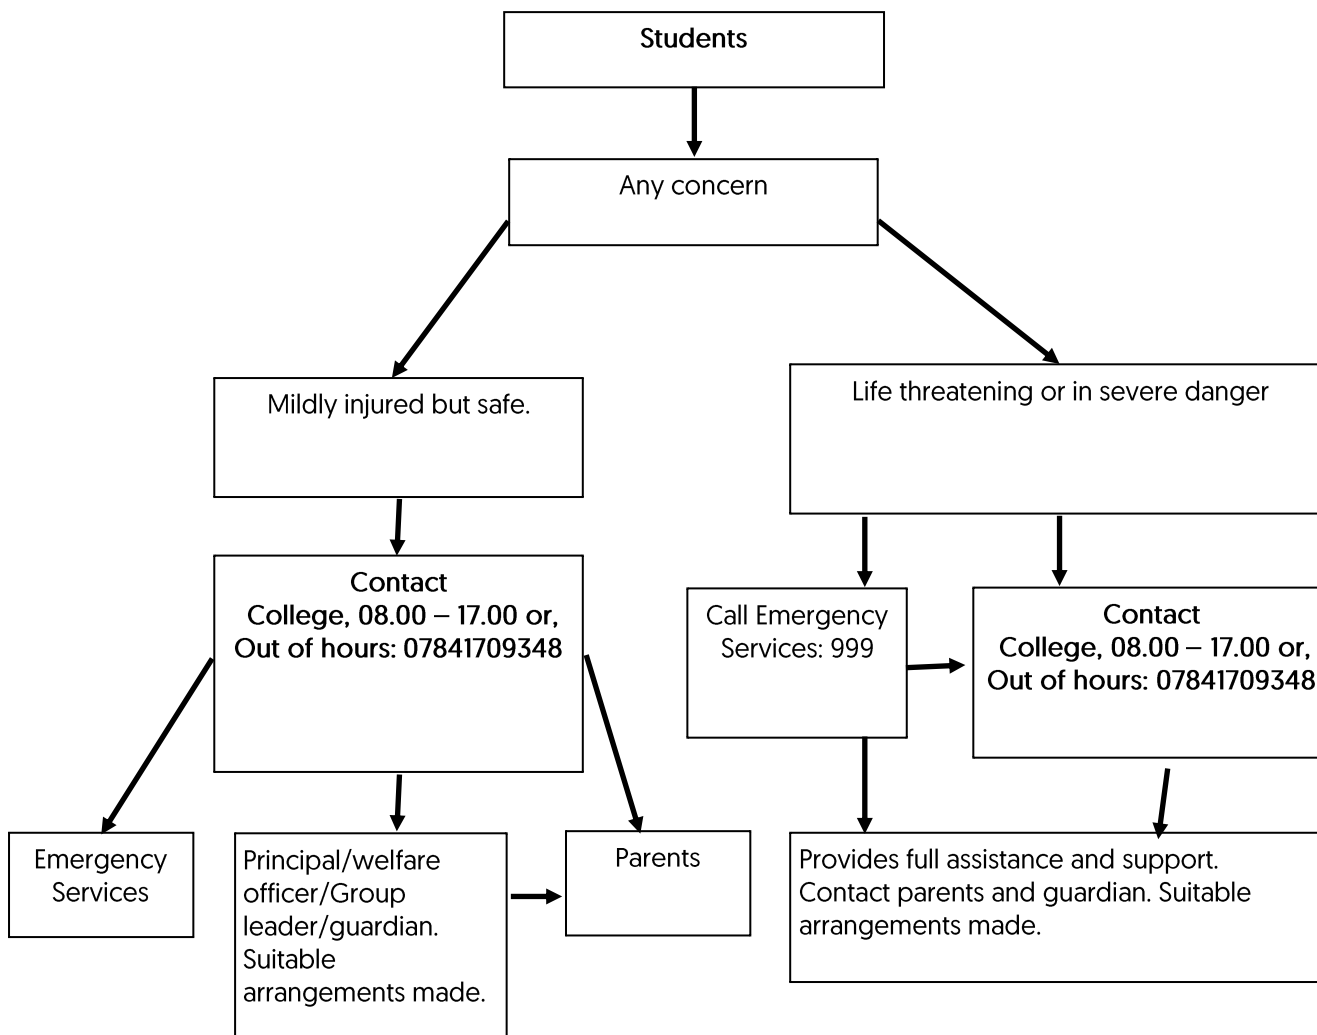 Students
Any concern
Mildly injured but safe.
Life threatening or in severe danger
Contact
College, 08.00 – 17.00 or,
Out of hours: 07841709348
Call Emergency
Services: 999
Contact
College, 08.00 – 17.00 or,
Out of hours: 07841709348
Emergency
Services
Principal/welfare
officer/Group
leader/guardian.
Suitable
arrangements made.
Parents
Provides full assistance and support.
Contact parents and guardian. Suitable
arrangements made.